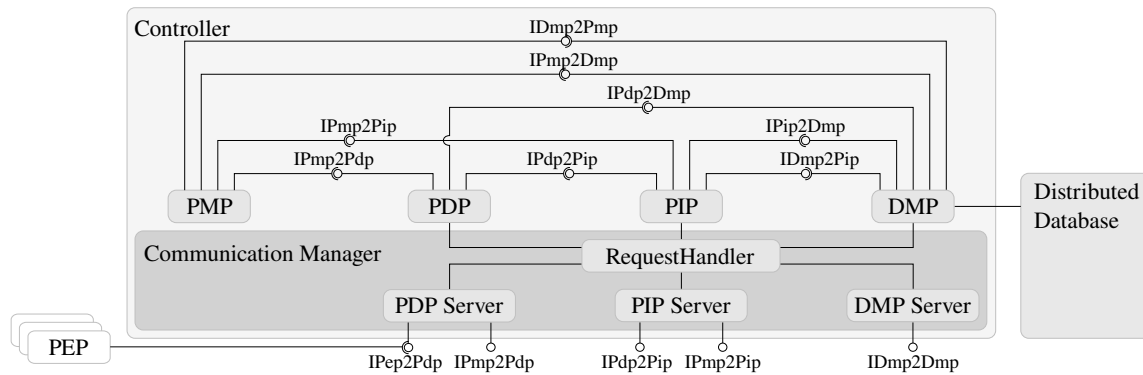 Controller
IDmp2Pmp
IPmp2Dmp
IPdp2Dmp
IPmp2Pip
IPip2Dmp
IPmp2Pdp
IPdp2Pip
IDmp2Pip
PMP
PDP
PIP
DMP
Distributed
Database
Communication Manager
RequestHandler
PDP Server
PIP Server
DMP Server
PEP
IPep2Pdp
IPmp2Pdp
IPdp2Pip
IPmp2Pip
IDmp2Dmp